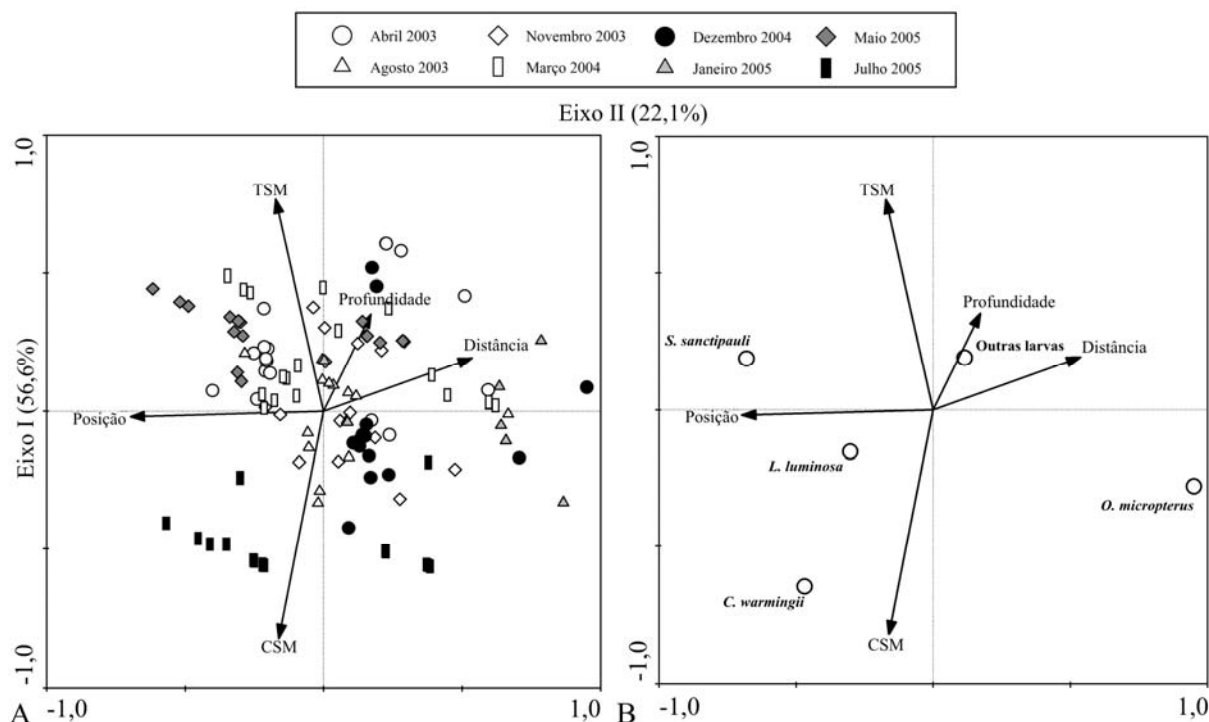 Abril 2003 Novembro 2003 Dezembro 2004 Maio 2005
Agosto 2003 Março 2004 Janeiro 2005 Julho 2005
Eixo II (22,1%)
Eixo I (56,6%)
1,0
TSM
Profundidade
Distância
Posição
CSM
-1,0
A
-1,0
1,0
1,0
TSM
Profundidade
S. sanctipauli
Outras larvas
Distância
Posição
L. luminosa
O. micropterus
C. warmingii
CSM
-1,0
B
-1,0
1,0